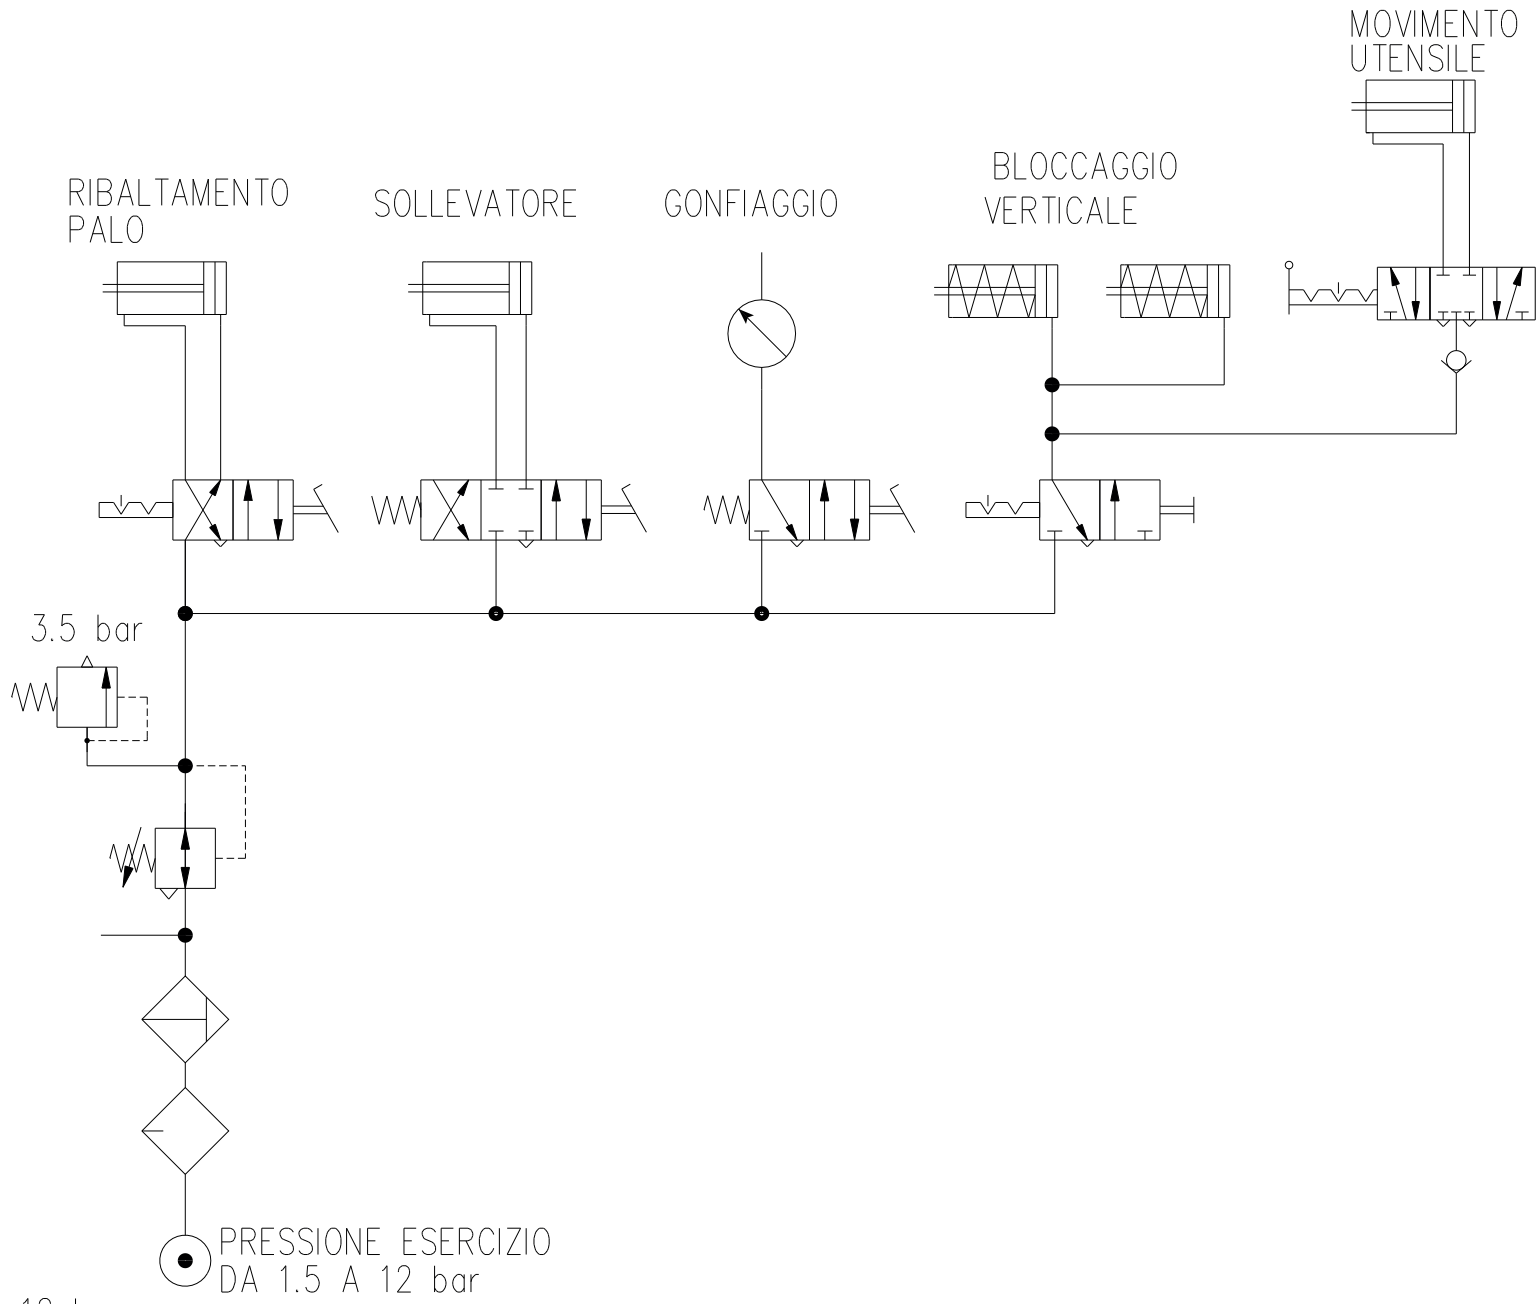 MOVIMENTO
UTENSILE
BLOCCAGGIO
VERTICALE
RIBALTAMENTO
PALO
SOLLEVATORE
GONFIAGGIO
3.5 bar
PRESSIONE ESERCIZIO
DA 1.5 A 12 bar